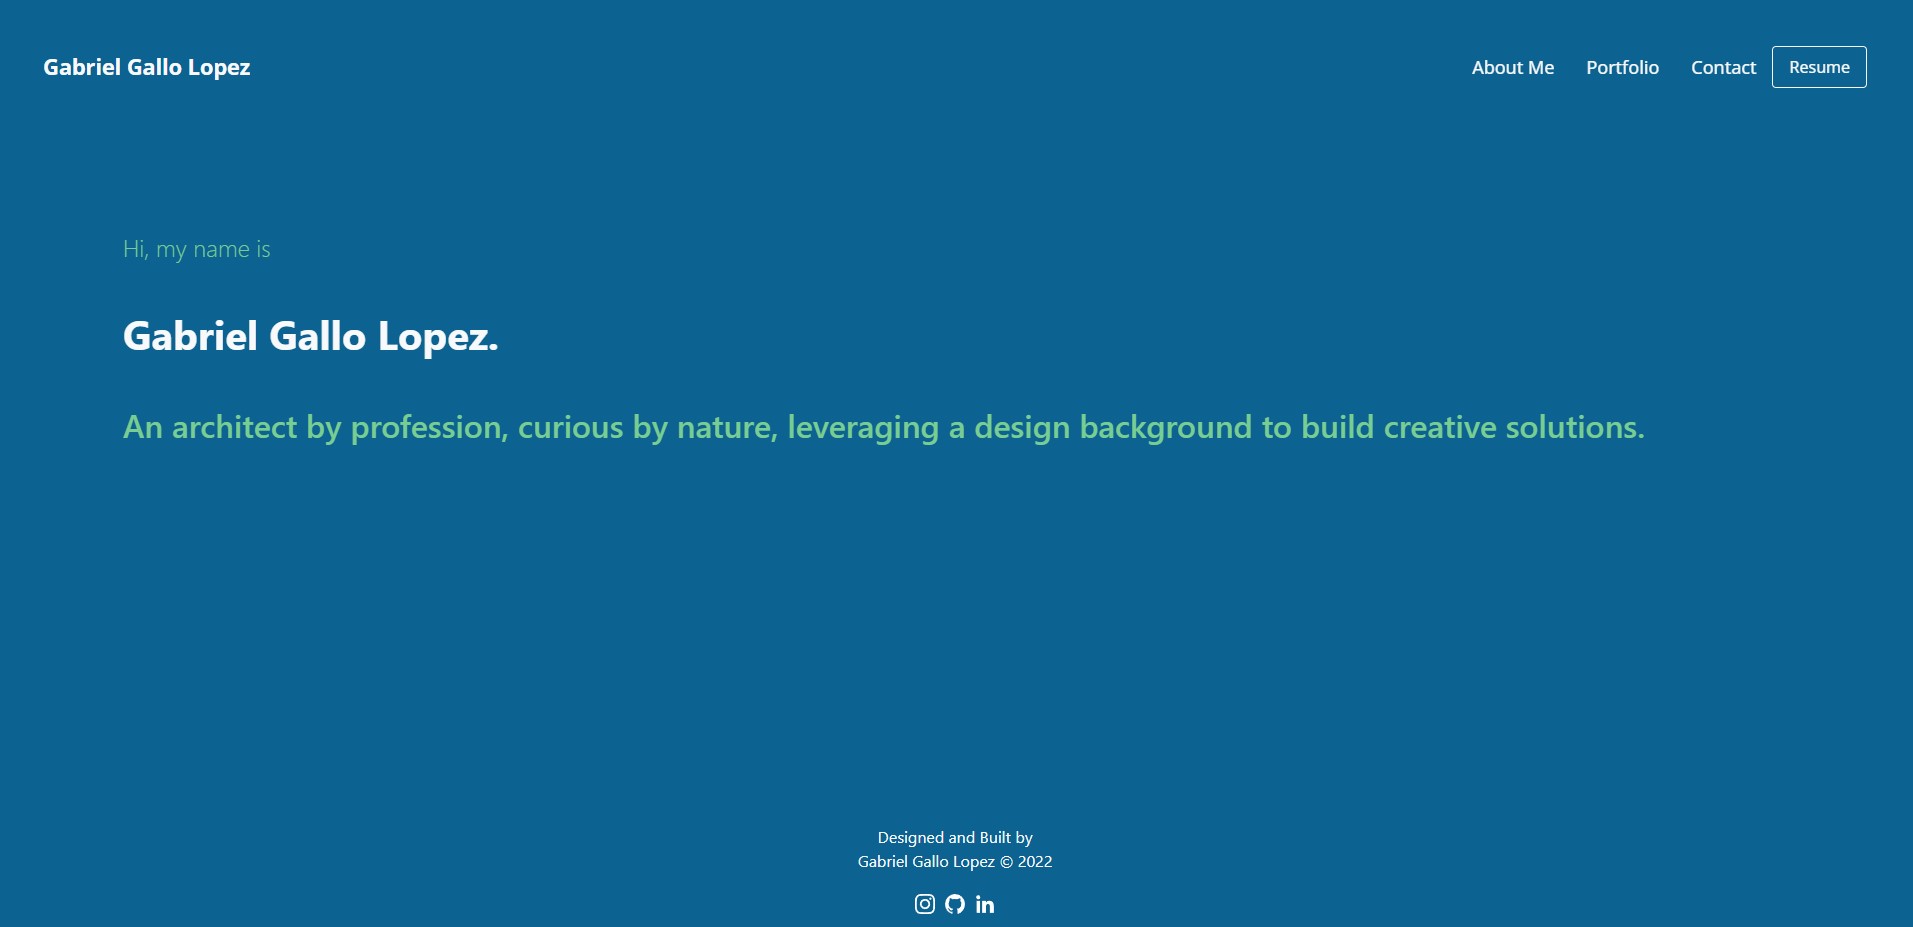 Gabriel Gallo Lopez
About Me
Portfolio
Contact
Resume
Hi, my name is
Gabriel Gallo Lopez.
An architect by profession, curious by nature, leveraging a design background to build creative solutions.
Designed and Built by
Gabriel Gallo Lopez © 2022